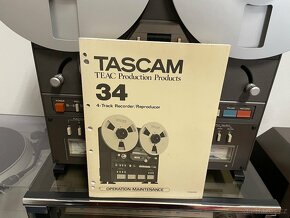 TASCAM
TEAC Production Products
34
4-Track Recorder/Reproducer
OPERATION/MAINTENANCE